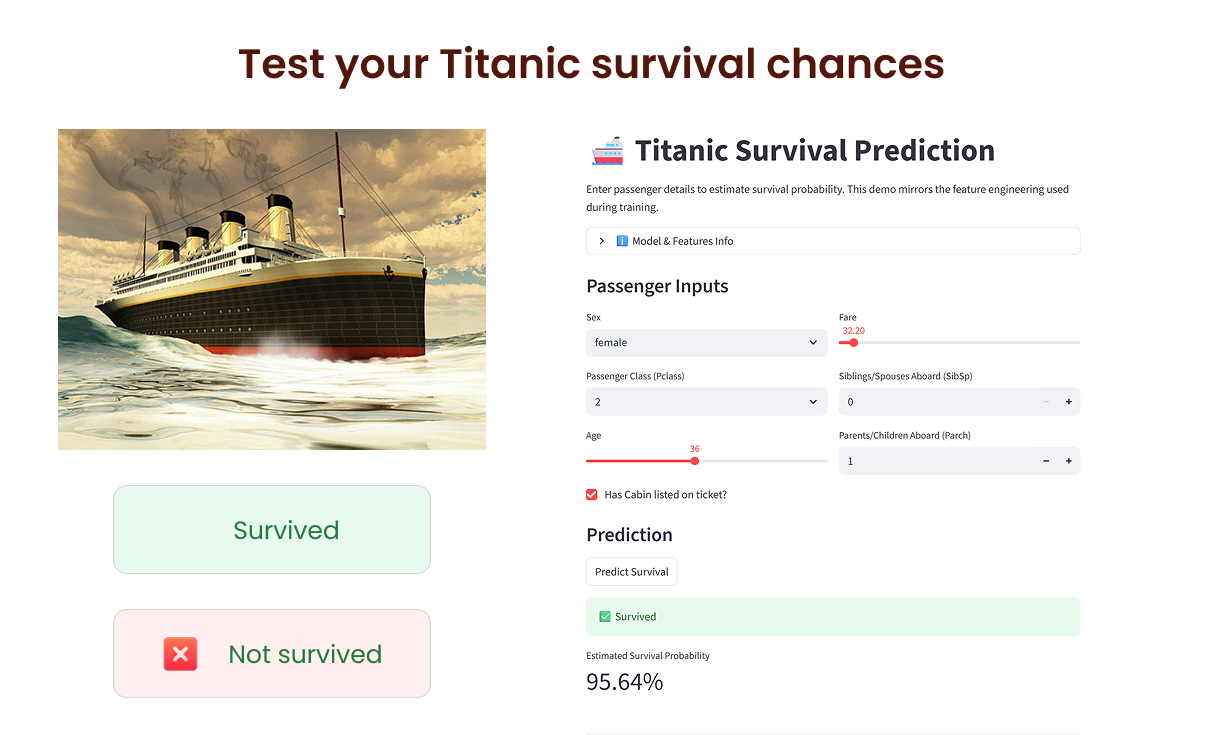 Test your Titanic survival chances
Survived
Not survived
Titanic Survival Prediction
Enter passenger details to estimate survival probability. This demo mirrors the feature engineering used
during training.
Model & Features Info
Passenger Inputs
Sex
female
Fare
32.20
Passenger Class (Pclass)
2
Siblings/Spouses Aboard (SibSp)
0
Age
36
Parents/Children Aboard (Parch)
1
Has Cabin listed on ticket?
Prediction
Predict Survival
Survived
Estimated Survival Probability
95.64%